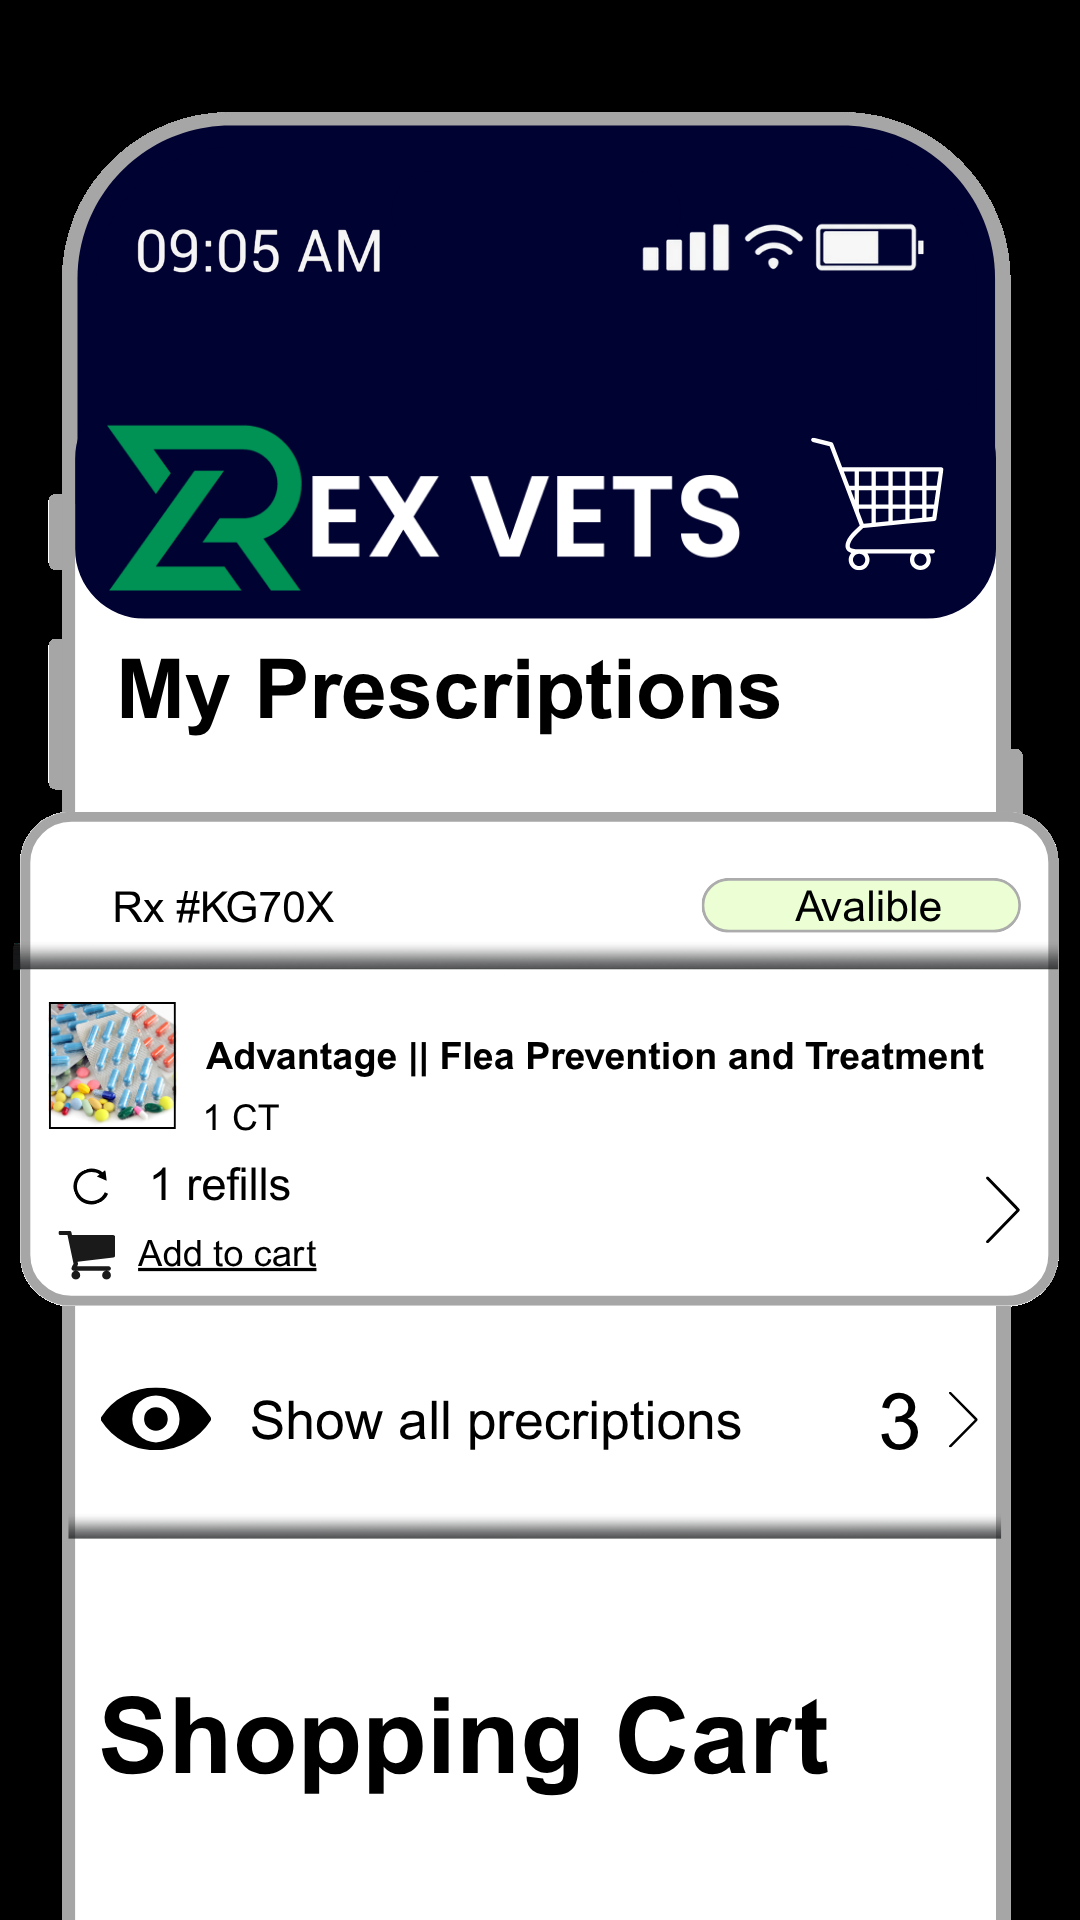 09:05 AM
REX VETS
My Prescriptions
Rx #KG70X
Avalible
Advantage || Flea Prevention and Treatment
1 CT
1 refills
Add to cart
Show all precriptions
3
Shopping Cart